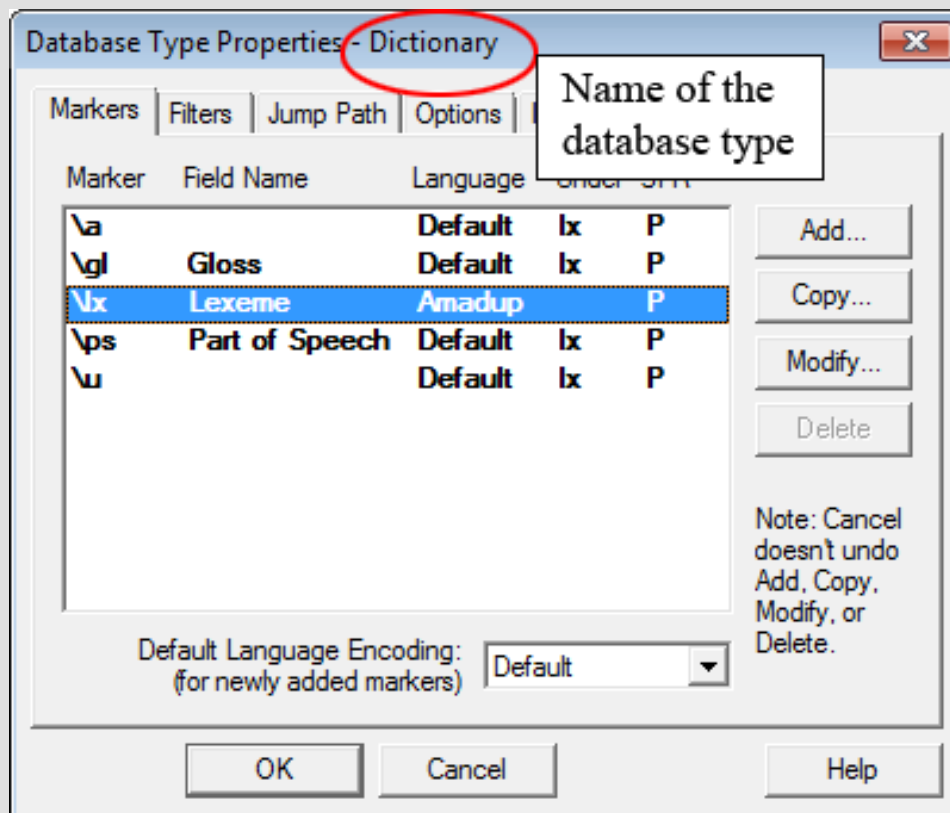 Database Type Properties - Dictionary
Name of the
database type
Markers Filters Jump Path Options
Marker Field Name Language
\a Default lx P
\gl Gloss Default lx P
\lx Lexeme Amadup P
\ps Part of Speech Default lx P
\u Default lx P
Add...
Copy...
Modify...
Delete
Note: Cancel
doesn't undo
Add, Copy,
Modify, or
Delete.
Default Language Encoding:
(for newly added markers)
Default
OK Cancel Help